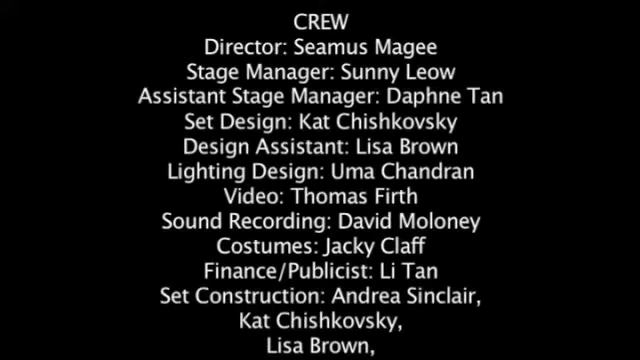 CREW
Director: Seamus Magee
Stage Manager: Sunny Leow
Assistant Stage Manager: Daphne Tan
Set Design: Kat Chishkovsky
Design Assistant: Lisa Brown
Lighting Design: Uma Chandran
Video: Thomas Firth
Sound Recording: David Moloney
Costumes: Jacky Claff
Finance/Publicist: Li Tan
Set Construction: Andrea Sinclair,
Kat Chishkovsky,
Lisa Brown,